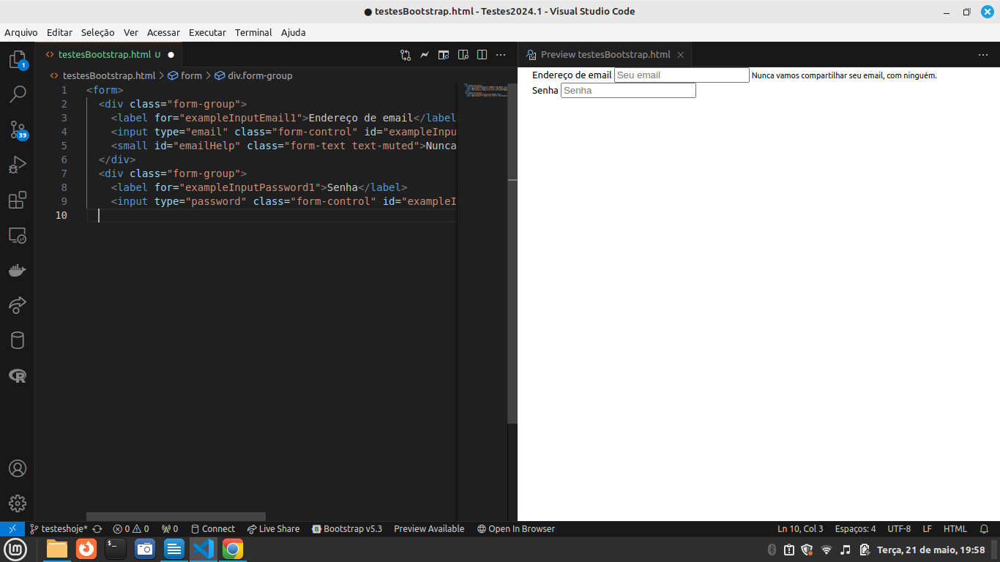 testesBootstrap.html - Testes2024.1 - Visual Studio Code
Arquivo Editar Seleção Ver Acessar Executar Terminal Ajuda
testesBootstrap.html U
Preview testesBootstrap.html
testesBootstrap.html > form > div.form-group
1 <form>
2 <div class="form-group">
3 <label for="exampleInputEmail1">Endereço de email</label
4 <input type="email" class="form-control" id="exampleInpu
5 <small id="emailHelp" class="form-text text-muted">Nunca
6 </div>
7 <div class="form-group">
8 <label for="exampleInputPassword1">Senha</label>
9 <input type="password" class="form-control" id="exampleI
10
Endereço de email Seu email Nunca vamos compartilhar seu email, com ninguém.
Senha Senha
1
39
R
testeshoje* 0 0 0 Connect Live Share B Bootstrap v5.3 Preview Available Open In Browser Ln 10, Col 3 Espaços: 4 UTF-8 LF HTML
lm $_ Terça, 21 de maio, 19:58